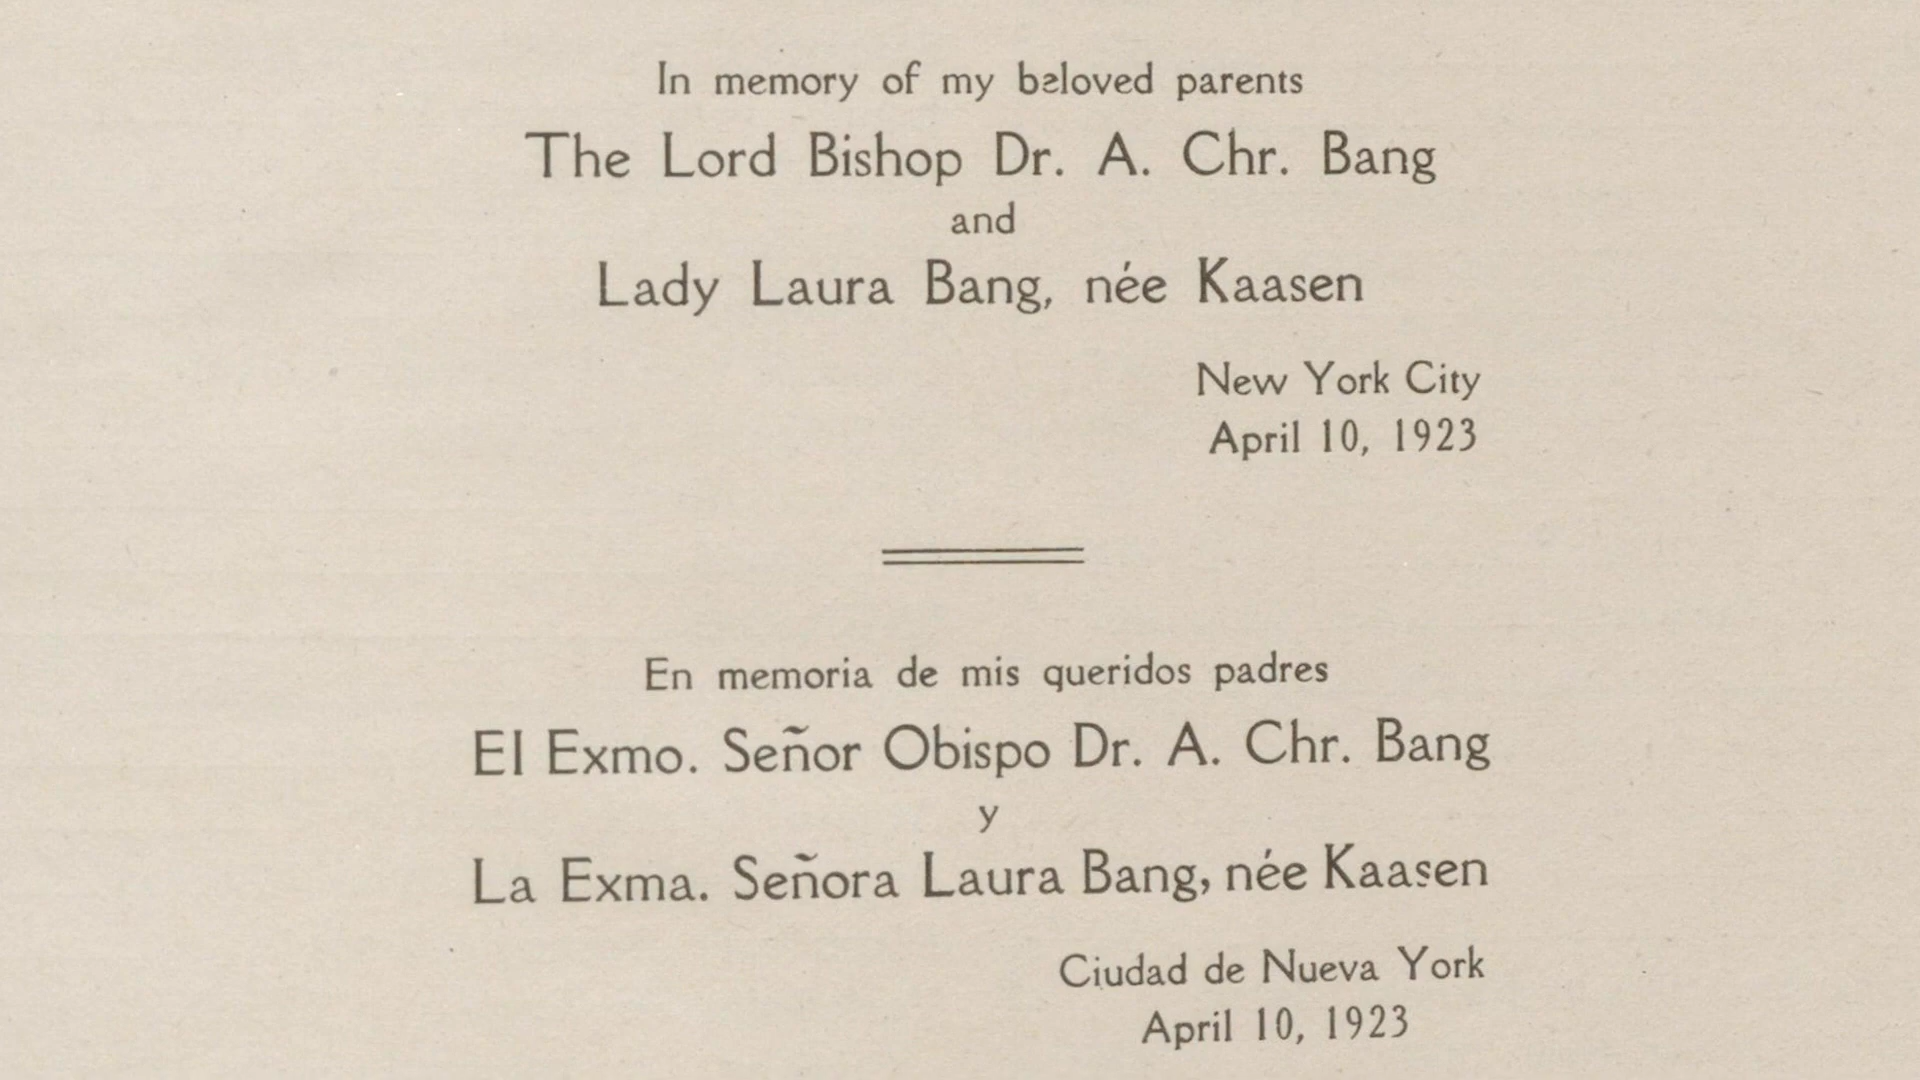 In memory of my beloved parents
The Lord Bishop Dr. A. Chr. Bang
and
Lady Laura Bang, née Kaasen
New York City
April 10, 1923
En memoria de mis queridos padres
El Exmo. Señor Obispo Dr. A. Chr. Bang
y
La Exma. Señora Laura Bang, née Kaasen
Ciudad de Nueva York
April 10, 1923